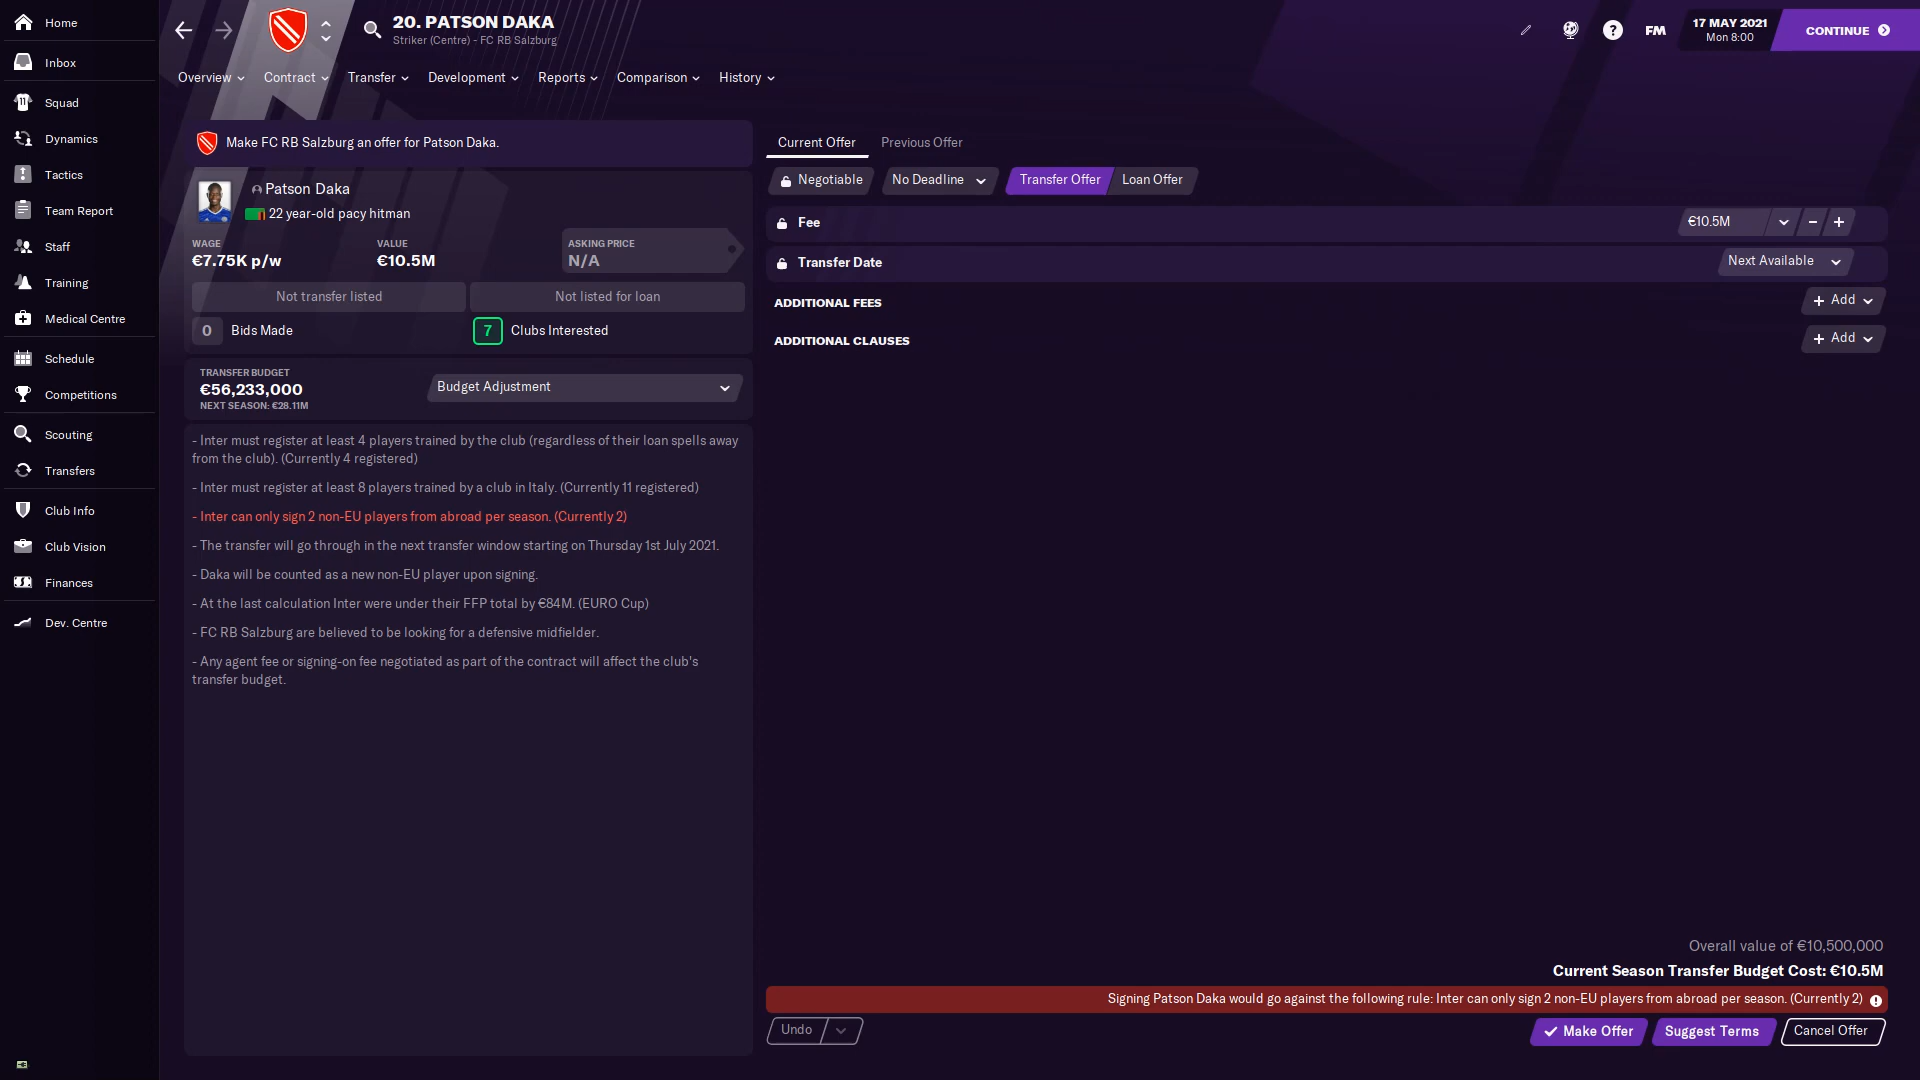 Home
Inbox
Squad
Dynamics
Tactics
Team Report
Staff
Training
Medical Centre
Schedule
Competitions
Scouting
Transfers
Club Info
Club Vision
Finances
Dev. Centre
20. PATSON DAKA
Striker (Centre) - FC RB Salzburg
FM
17 MAY 2021
Mon 8:00
CONTINUE
Overview Contract Transfer Development Reports Comparison History
Make FC RB Salzburg an offer for Patson Daka.
Patson Daka
22 year-old pacy hitman
WAGE
€7.75K p/w
VALUE
€10.5M
ASKING PRICE
N/A
Not transfer listed
Not listed for loan
0 Bids Made
7 Clubs Interested
TRANSFER BUDGET
€56,233,000
NEXT SEASON: €28.11M
Budget Adjustment
- Inter must register at least 4 players trained by the club (regardless of their loan spells away
from the club). (Currently 4 registered)
- Inter must register at least 8 players trained by a club in Italy. (Currently 11 registered)
- Inter can only sign 2 non-EU players from abroad per season. (Currently 2)
- The transfer will go through in the next transfer window starting on Thursday 1st July 2021.
- Daka will be counted as a new non-EU player upon signing.
- At the last calculation Inter were under their FFP total by €84M. (EURO Cup)
- FC RB Salzburg are believed to be looking for a defensive midfielder.
- Any agent fee or signing-on fee negotiated as part of the contract will affect the club's
transfer budget.
Current Offer Previous Offer
Negotiable No Deadline Transfer Offer Loan Offer
Fee €10.5M
Transfer Date Next Available
ADDITIONAL FEES Add
ADDITIONAL CLAUSES Add
Overall value of €10,500,000
Current Season Transfer Budget Cost: €10.5M
Signing Patson Daka would go against the following rule: Inter can only sign 2 non-EU players from abroad per season. (Currently 2)
Undo
Make Offer Suggest Terms Cancel Offer